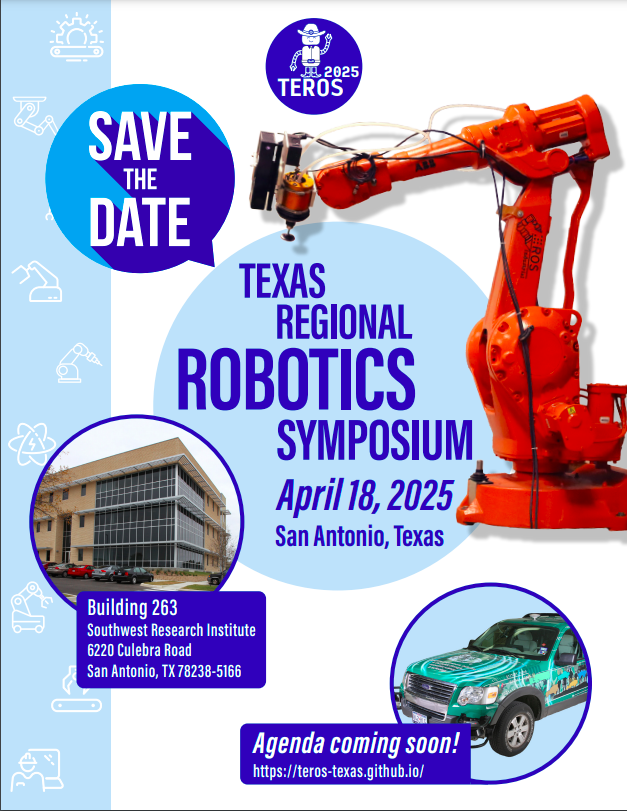 2025
TEROS
SAVE
THE
DATE
ABB
TEXAS
REGIONAL
ROBOTICS
SYMPOSIUM
April 18, 2025
San Antonio, Texas
Building 263
Southwest Research Institute
6220 Culebra Road
San Antonio, TX 78238-5166
Agenda coming soon!
https://teros-texas.github.io/